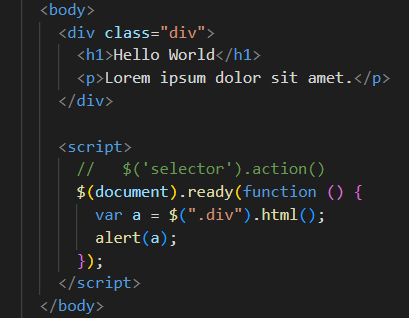 <body>
<div class="div">
<h1>Hello World</h1>
<p>Lorem ipsum dolor sit amet.</p>
</div>
<script>
// $('selector').action()
$(document).ready(function () {
var a = $(".div").html();
alert(a);
});
</script>
</body>